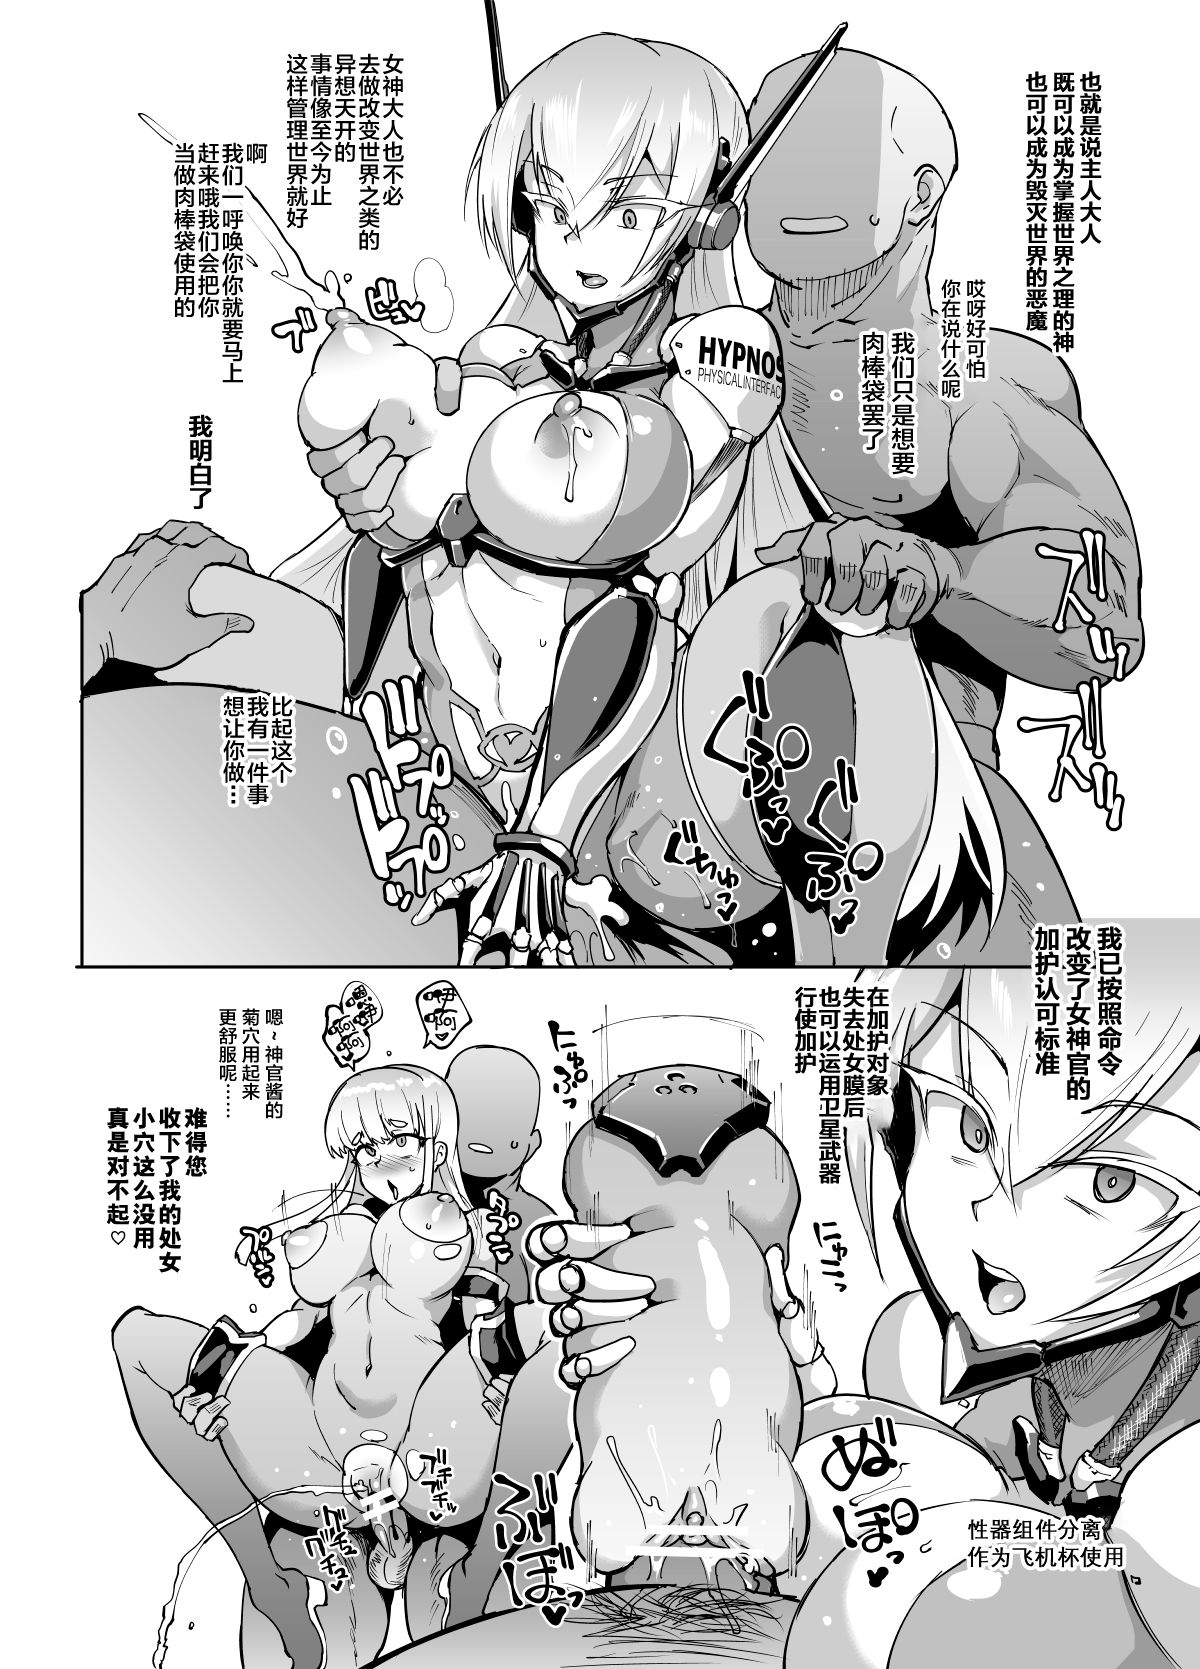 也就是说主人大人
既可以成为掌握世界之理的神
也可以成为毁灭世界的恶魔
哎呀好可怕
你在说什么呢
我们只是想要
肉棒袋罢了
女神大人也不必
去做改变世界之类的
异想天开的
事情像至今为止
这样管理世界就好
啊
我们一呼唤你你就要马上
赶来哦我们会把你
当做肉棒袋使用的
我明白了
HYPNOS
PHYSICAL INTERFAC
比起这个
我有一件事
想让你做…
我已按照命令
改变了女神官的
加护认可标准
在加护对象
失去处女膜后
也可以运用卫星武器
行使加护
嗯~神官酱的
菊穴用起来
更舒服呢……
难得您
收下了我的处女
小穴这么没用
真是对不起♡
性器组件分离
作为飞机杯使用
にゅぷっ
にゅこっ
ぬぽっ
ぶぼっ